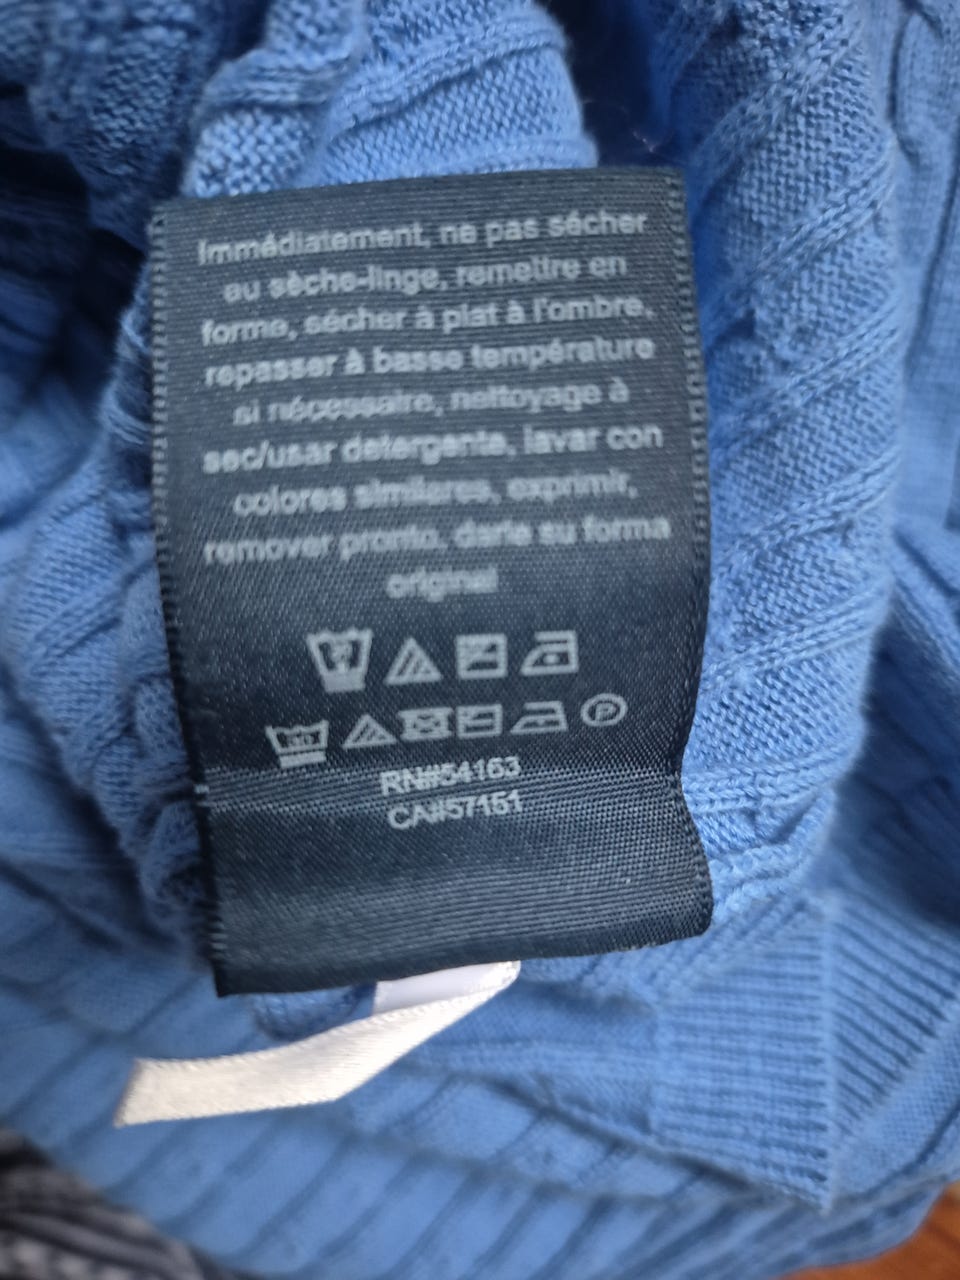 Immédiatement, ne pas sécher
au sèche-linge, remettre en
forme, sécher à plat à l'ombre,
repasser à basse température
si nécessaire, nettoyage à
sec/usar detergente, lavar con
colores similares, exprimir,
remover pronto, darle su forma
original
30
P
RN#54163
CA#57151